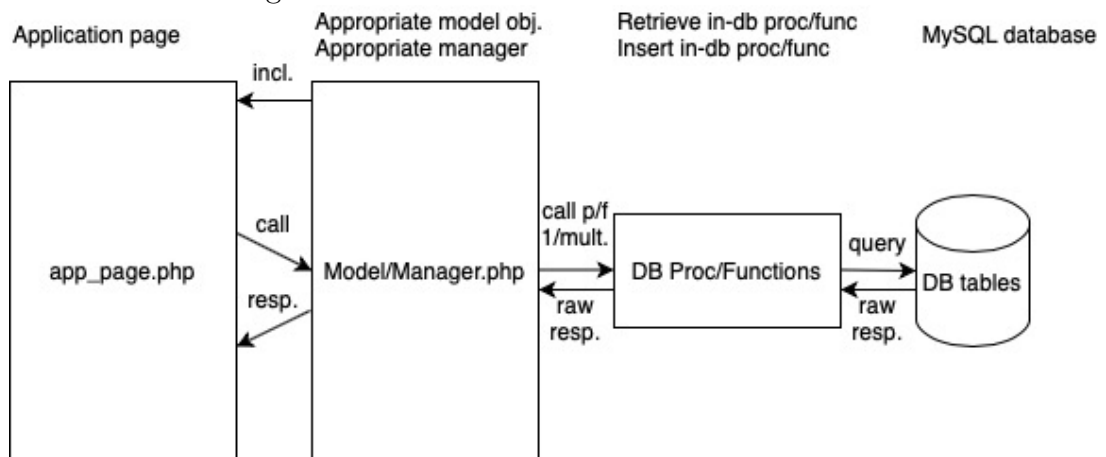 Application page
Appropriate model obj.
Appropriate manager
Retrieve in-db proc/func
Insert in-db proc/func
MySQL database
incl.
call
resp.
app_page.php
Model/Manager.php
call p/f
1/mult.
raw
resp.
DB Proc/Functions
query
raw
resp.
DB tables